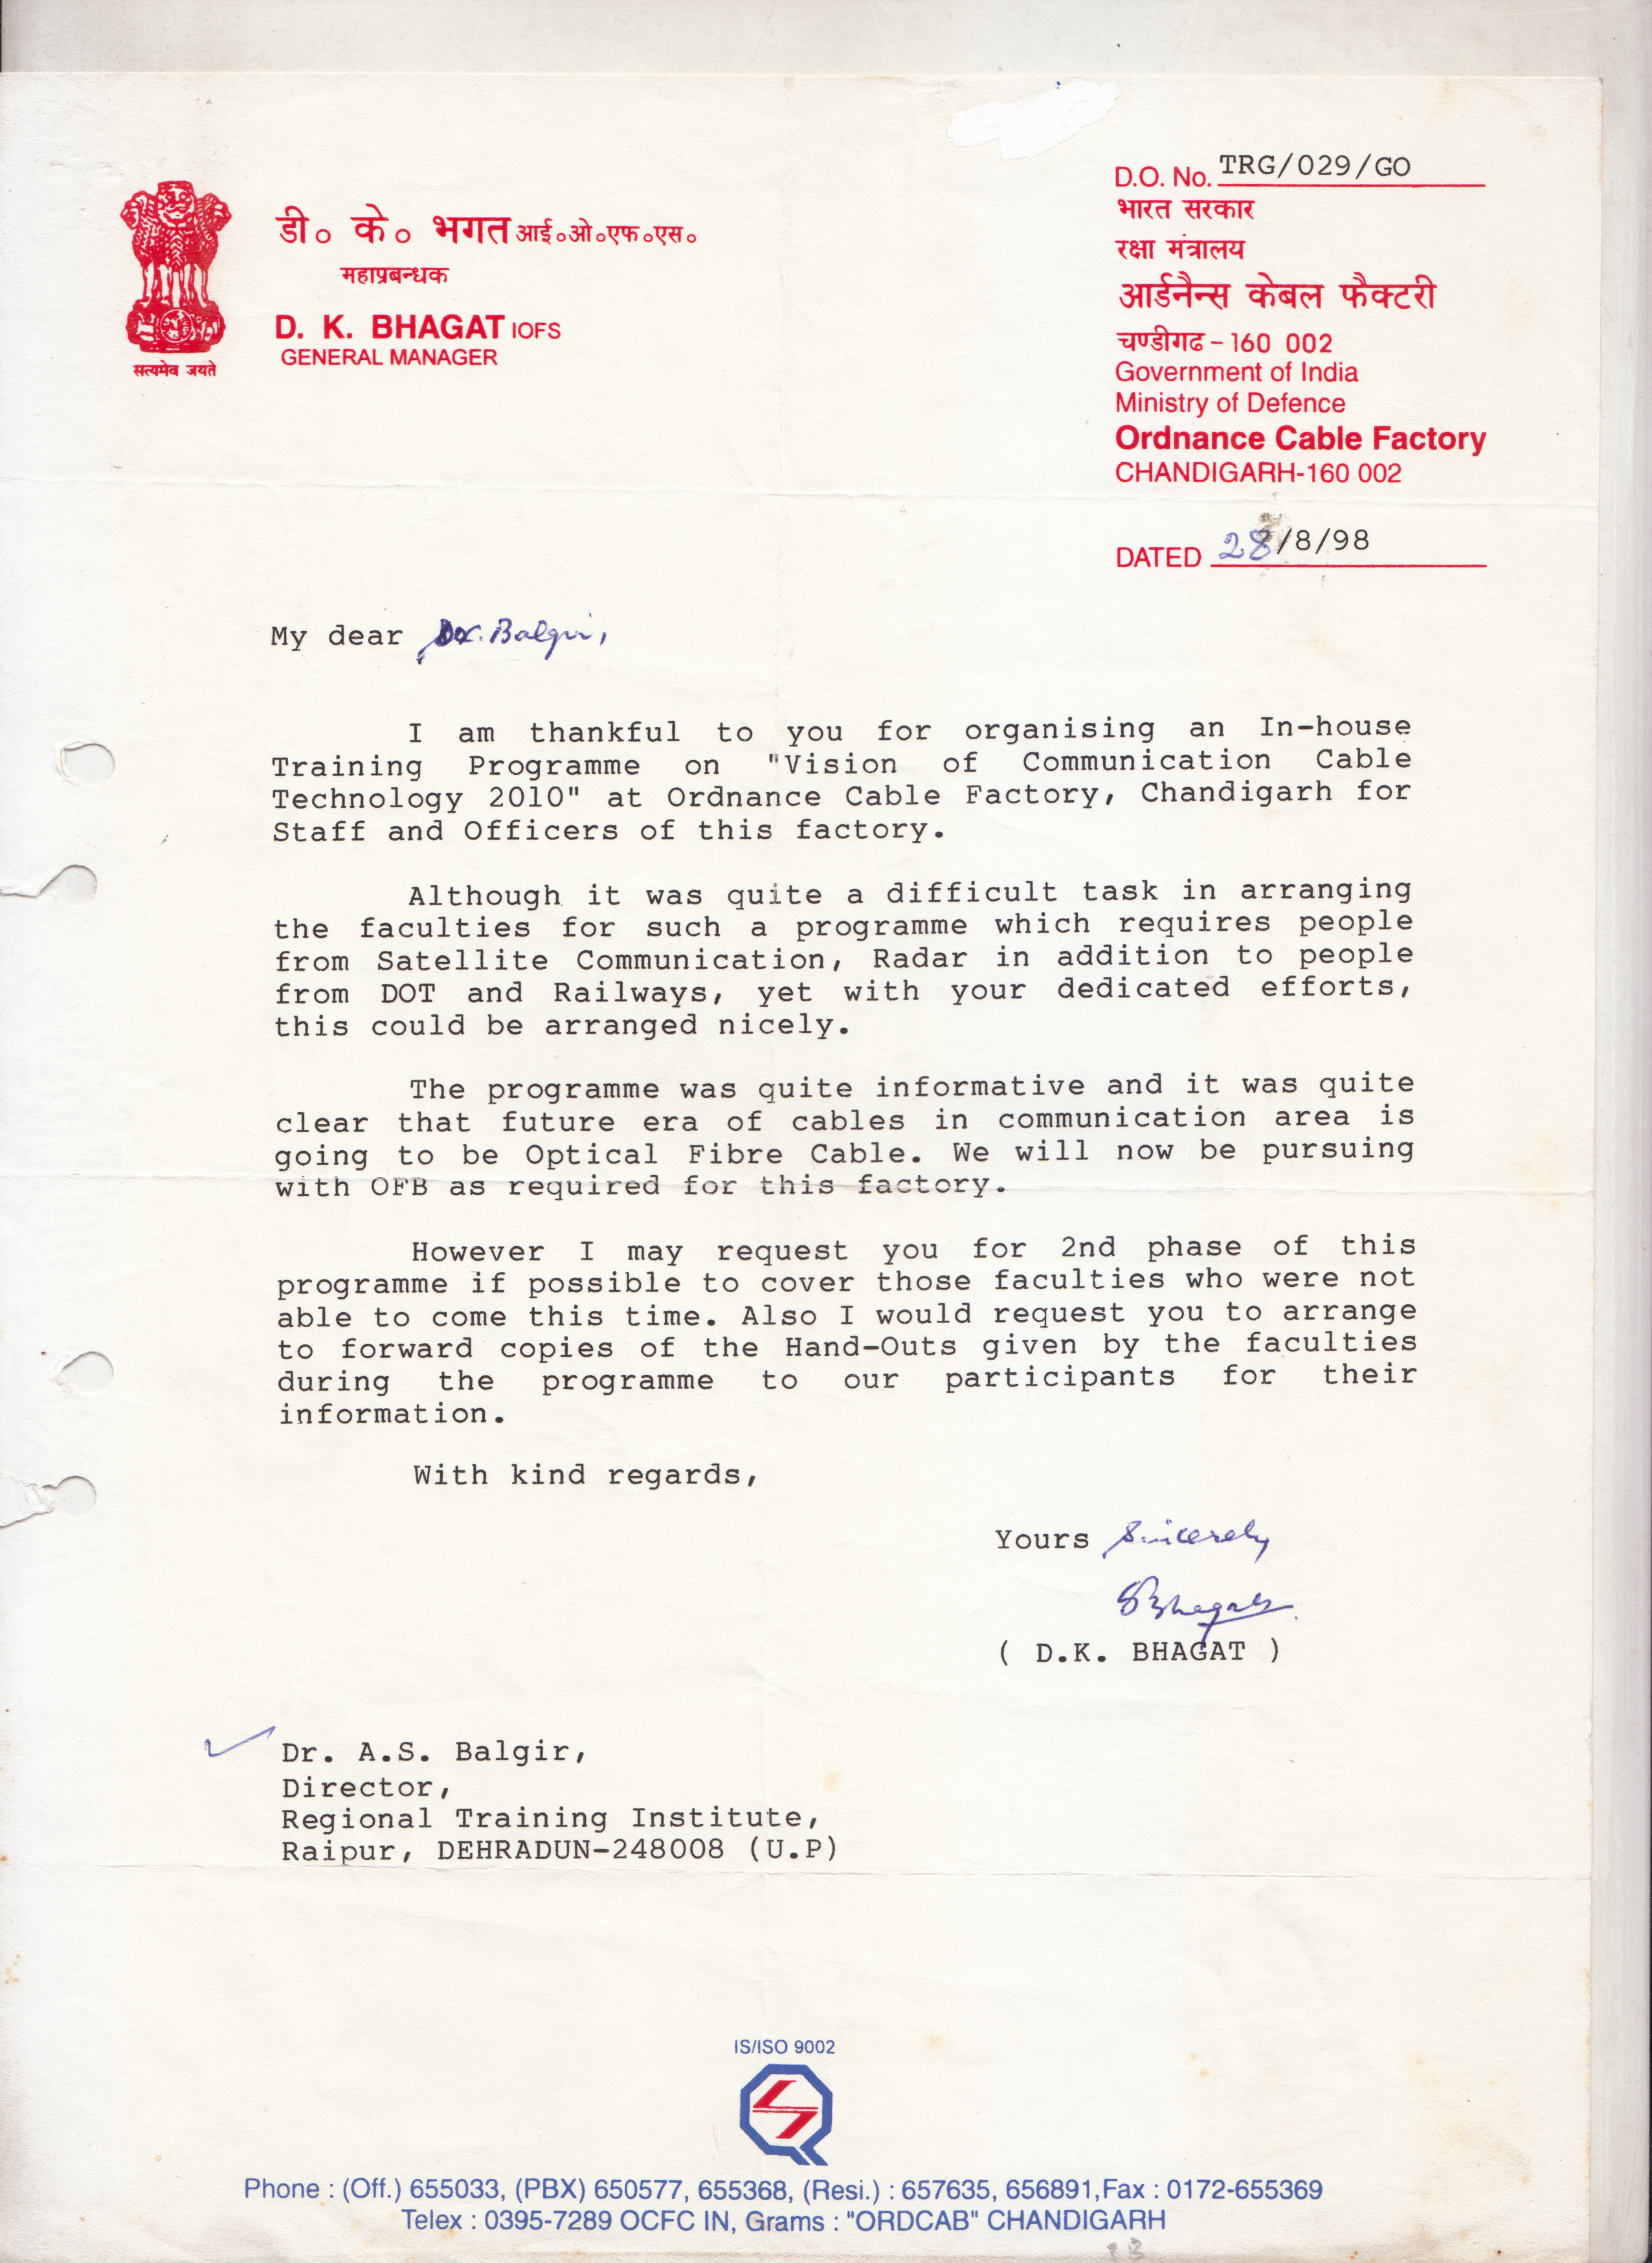 D.O. No. TRG/029/GO
भारत सरकार
रक्षा मंत्रालय
आर्डनैन्स केबल फैक्टरी
चण्डीगढ - 160 002
Government of India
Ministry of Defence
Ordnance Cable Factory
CHANDIGARH-160 002
डी० के० भगत आई०ओ०एफ०एस०
महाप्रबन्धक
D. K. BHAGAT IOFS
GENERAL MANAGER
सत्यमेव जयते
DATED 28/8/98
My dear Dr. Balgir,
I am thankful to you for organising an In-house
Training Programme on "Vision of Communication Cable
Technology 2010" at Ordnance Cable Factory, Chandigarh for
Staff and Officers of this factory.
Although it was quite a difficult task in arranging
the faculties for such a programme which requires people
from Satellite Communication, Radar in addition to people
from DOT and Railways, yet with your dedicated efforts,
this could be arranged nicely.
The programme was quite informative and it was quite
clear that future era of cables in communication area is
going to be Optical Fibre Cable. We will now be pursuing
with OFB as required for this factory.
However I may request you for 2nd phase of this
programme if possible to cover those faculties who were not
able to come this time. Also I would request you to arrange
to forward copies of the Hand-Outs given by the faculties
during the programme to our participants for their
information.
With kind regards,
Yours Sincerely
Bhagat
( D.K. BHAGAT )
Dr. A.S. Balgir,
Director,
Regional Training Institute,
Raipur, DEHRADUN-248008 (U.P)
IS/ISO 9002
Phone : (Off.) 655033, (PBX) 650577, 655368, (Resi.) : 657635, 656891,Fax : 0172-655369
Telex : 0395-7289 OCFC IN, Grams : "ORDCAB" CHANDIGARH